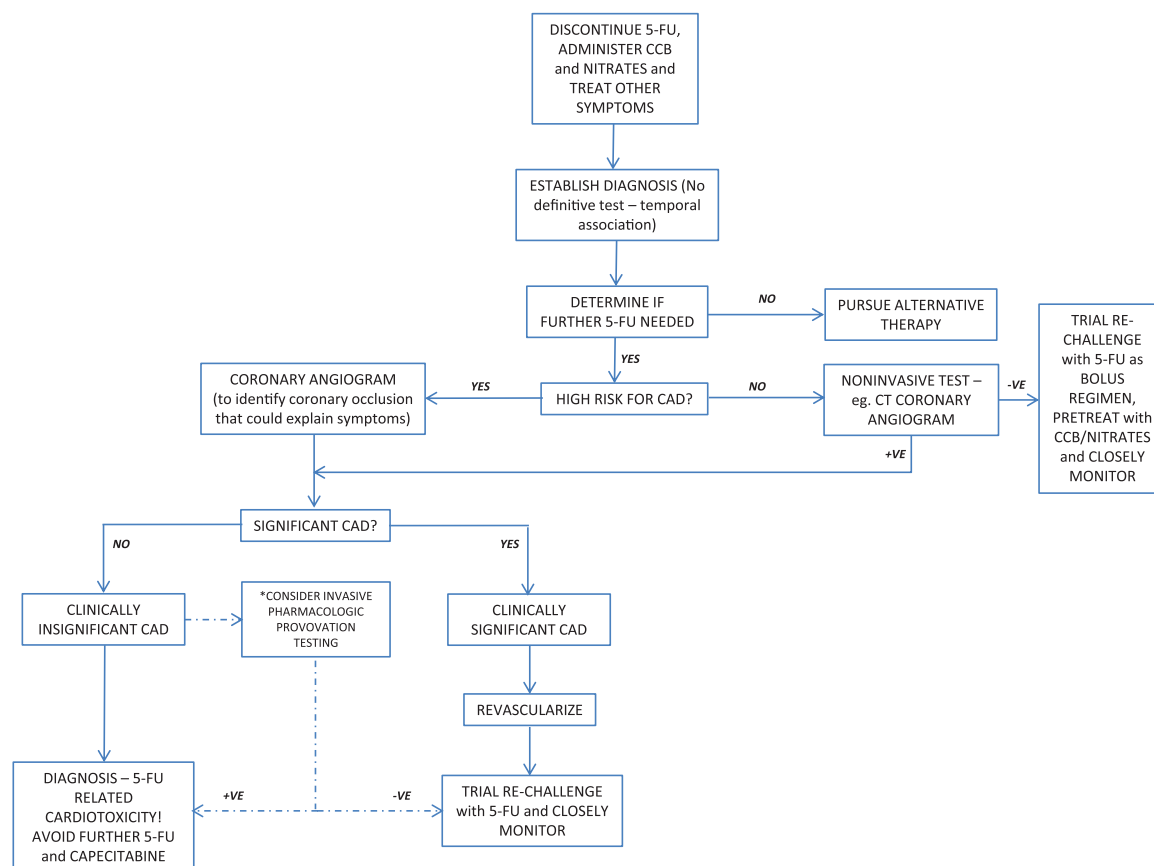 DISCONTINUE 5-FU,
ADMINISTER CCB
and NITRATES and
TREAT OTHER
SYMPTOMS
ESTABLISH DIAGNOSIS (No
definitive test – temporal
association)
DETERMINE IF
FURTHER 5-FU NEEDED
NO
PURSUE ALTERNATIVE
THERAPY
YES
HIGH RISK FOR CAD?
YES
CORONARY ANGIOGRAM
(to identify coronary occlusion
that could explain symptoms)
NO
NONINVASIVE TEST –
eg. CT CORONARY
ANGIOGRAM
-VE
TRIAL RE-
CHALLENGE
with 5-FU as
BOLUS
REGIMEN,
PRETREAT with
CCB/NITRATES
and CLOSELY
MONITOR
+VE
SIGNIFICANT CAD?
NO
YES
CLINICALLY
INSIGNIFICANT CAD
*CONSIDER INVASIVE
PHARMACOLOGIC
PROVOVATION
TESTING
CLINICALLY
SIGNIFICANT CAD
REVASCULARIZE
DIAGNOSIS – 5-FU
RELATED
CARDIOTOXICITY!
AVOID FURTHER 5-FU
and CAPECITABINE
+VE
-VE
TRIAL RE-CHALLENGE
with 5-FU and CLOSELY
MONITOR